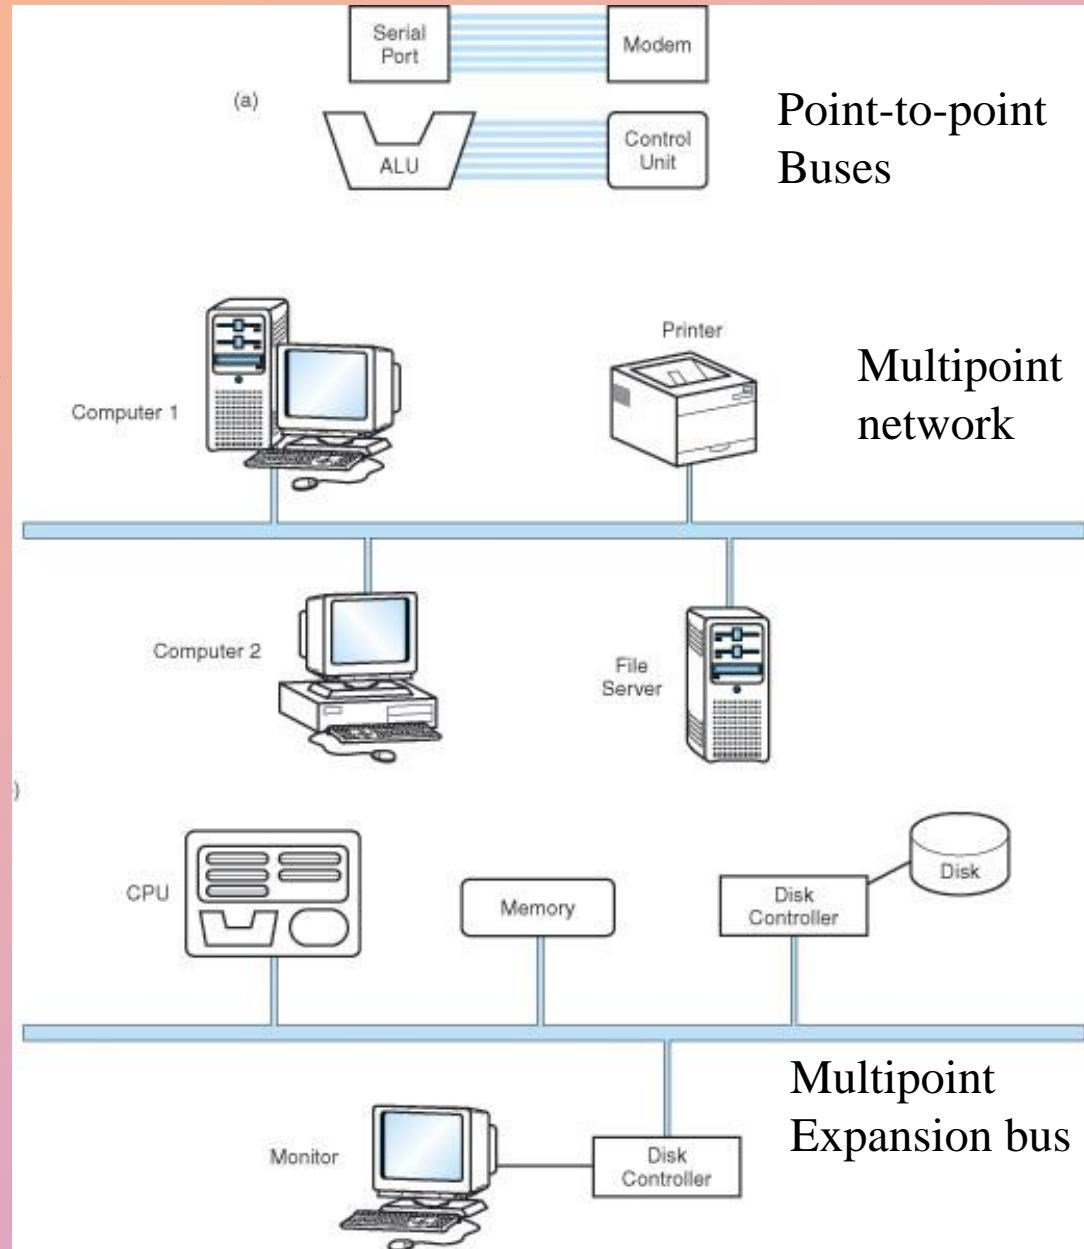 Serial
Port
Modem
(a)
ALU
Control
Unit
Point-to-point
Buses
Computer 1
Printer
Multipoint
network
Computer 2
File
Server
)
CPU
Memory
Disk
Controller
Disk
Monitor
Disk
Controller
Multipoint
Expansion bus